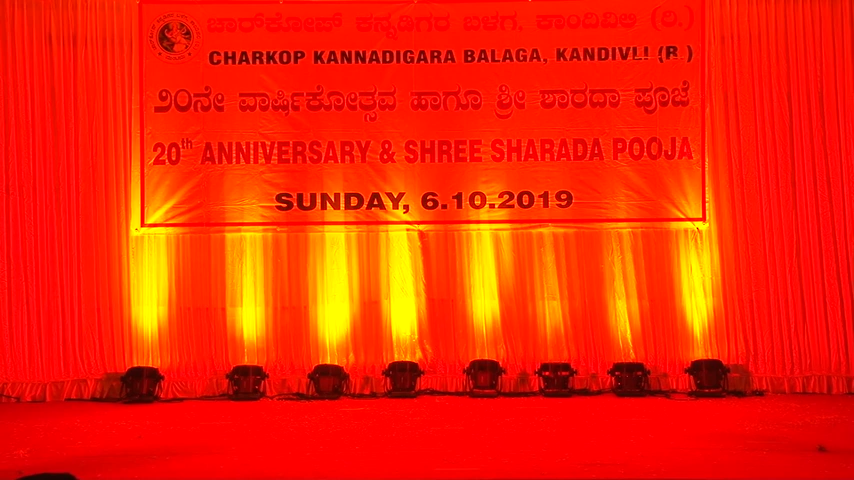 ಚಾರ್‌ಕೋಪ್ ಕನ್ನಡಿಗರ ಬಳಗ, ಕಾಂದಿವಿಲಿ (ರಿ.)
CHARKOP KANNADIGARA BALAGA, KANDIVLI (R.)
೨೦ನೇ ವಾರ್ಷಿಕೋತ್ಸವ ಹಾಗೂ ಶ್ರೀ ಶಾರದಾ ಪೂಜೆ
20th ANNIVERSARY & SHREE SHARADA POOJA
SUNDAY, 6.10.2019